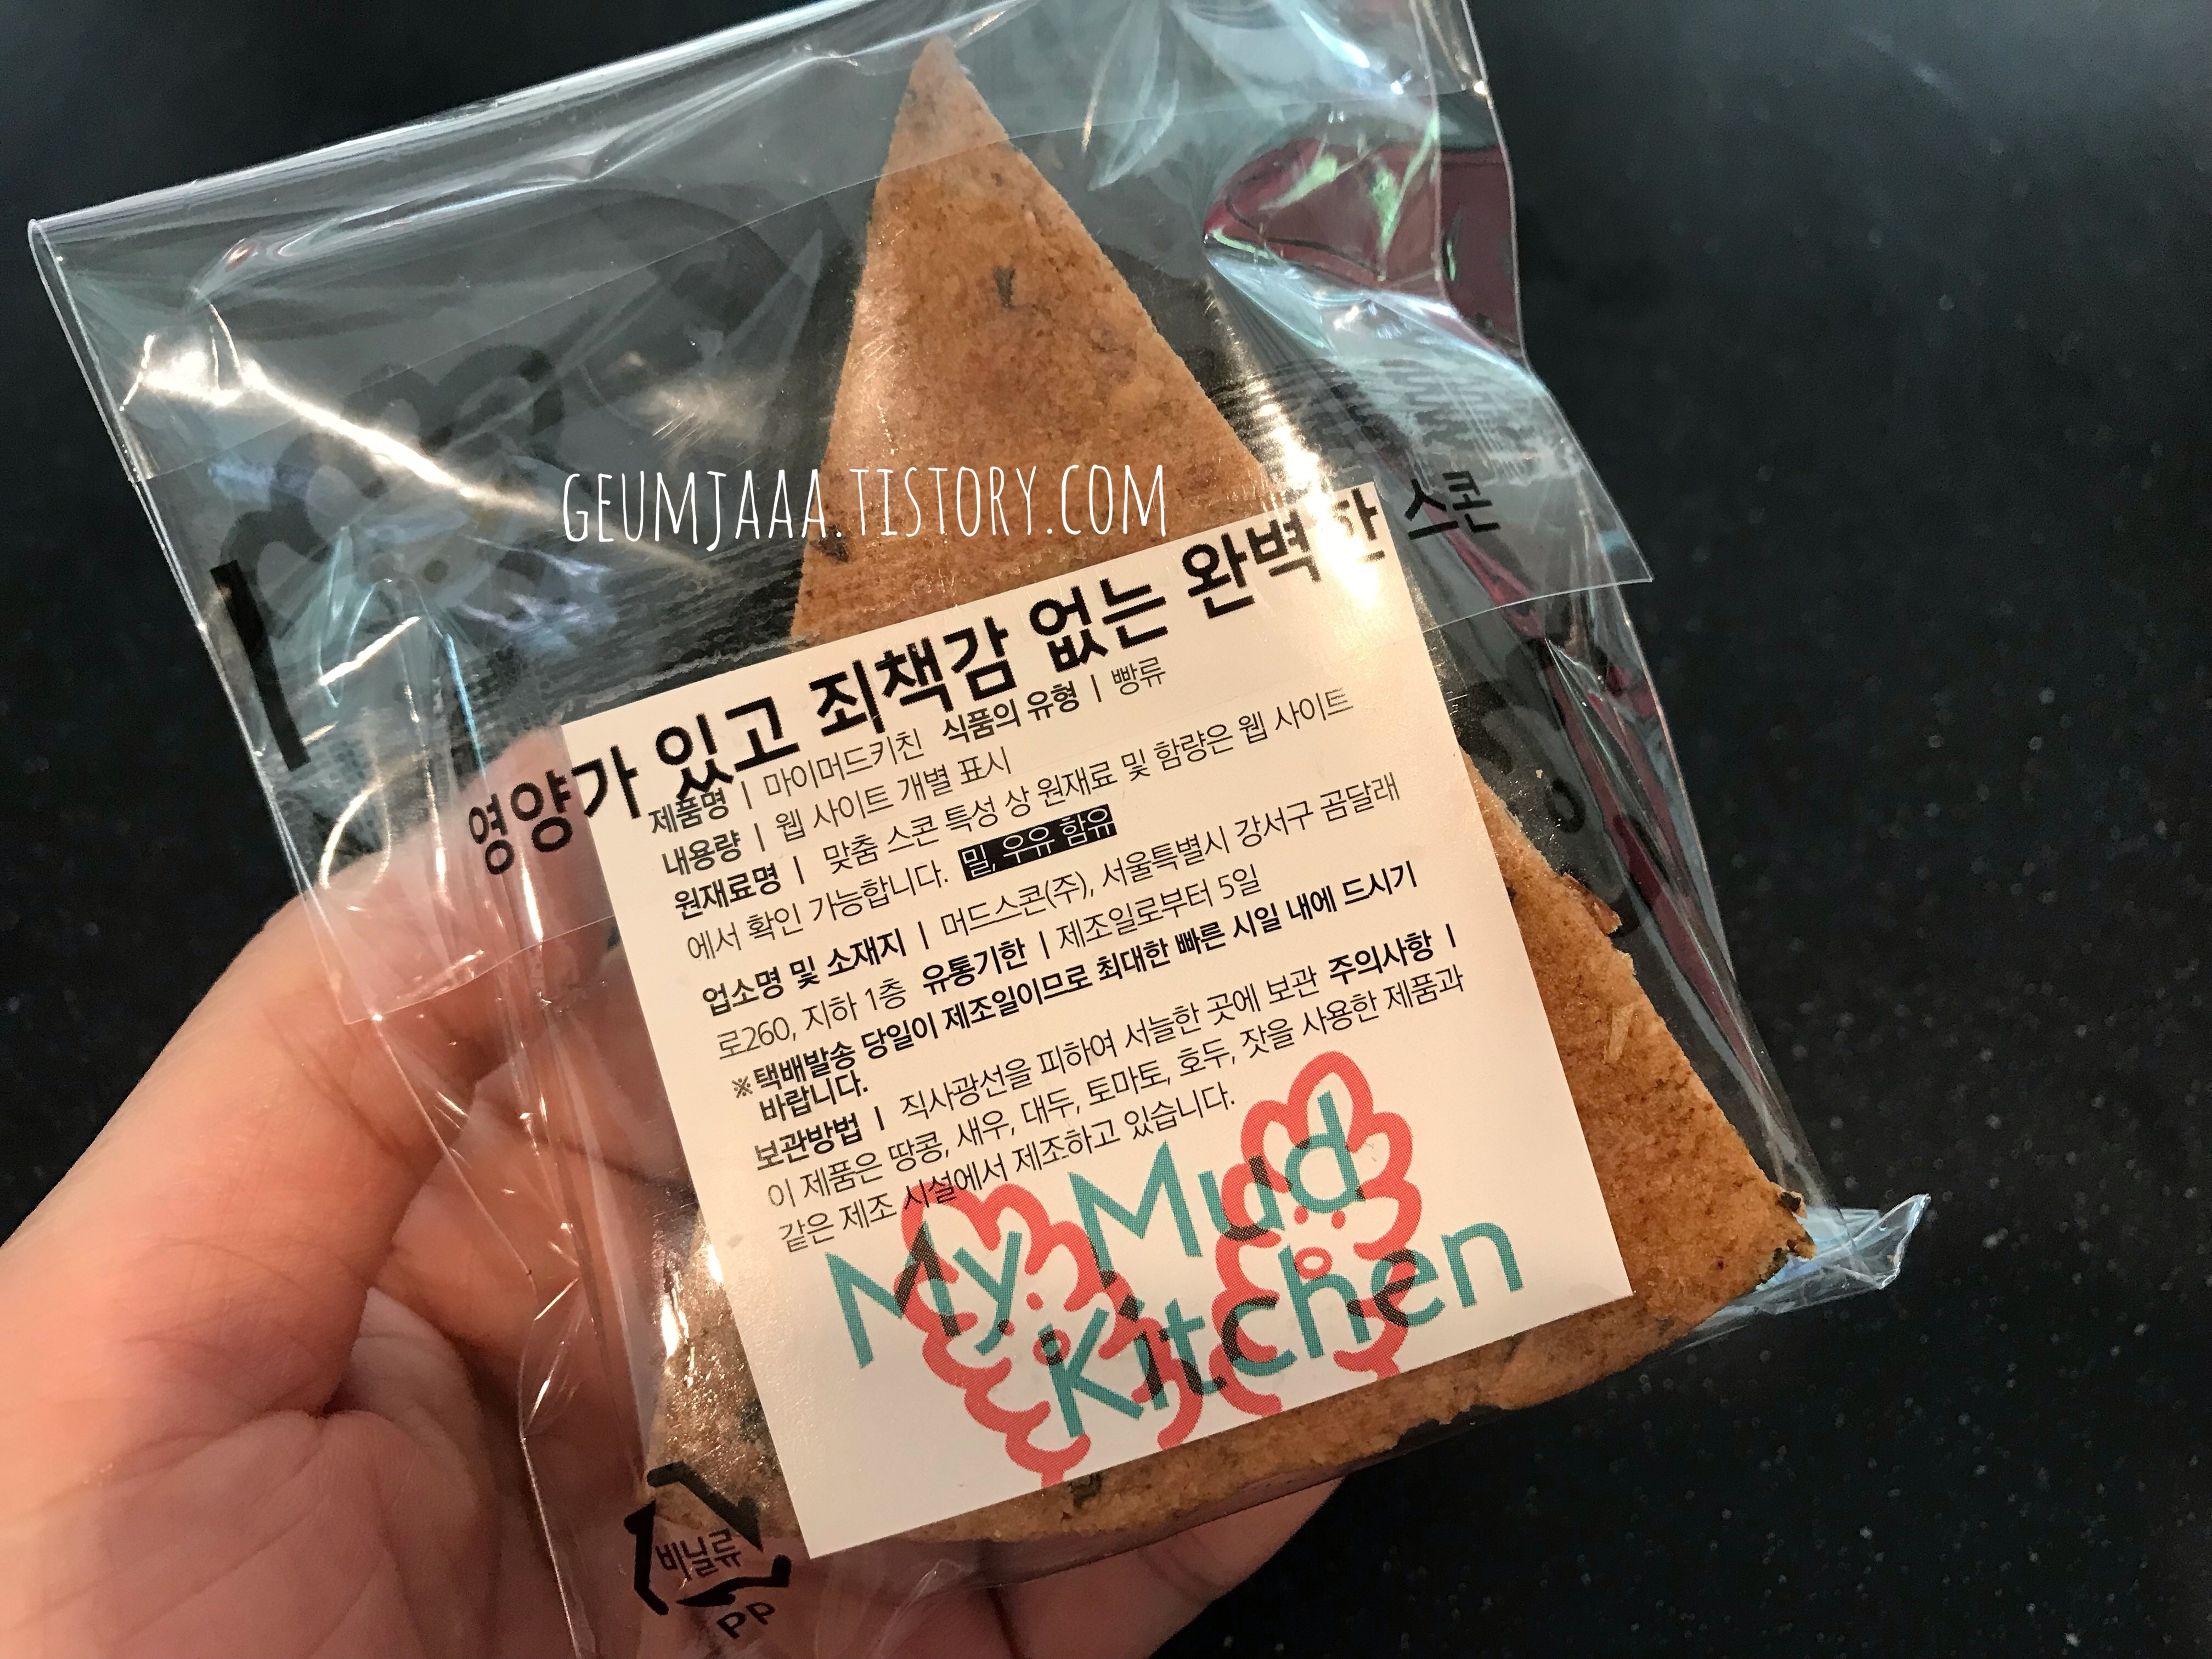 GEUMJAAA.TISTORY.COM
영양가 있고 죄책감 없는 완벽한 스콘
제품명 | 마이머드키친 식품의 유형 | 빵류
내용량 | 웹 사이트 개별 표시
원재료명 | 맞춤 스콘 특성 상 원재료 및 함량은 웹 사이트
에서 확인 가능합니다. 밀, 우유 함유
업소명 및 소재지 | 머드스콘(주), 서울특별시 강서구 곰달래
로260, 지하 1층 유통기한 | 제조일로부터 5일
※택배발송 당일이 제조일이므로 최대한 빠른 시일 내에 드시기
바랍니다.
보관방법 | 직사광선을 피하여 서늘한 곳에 보관 주의사항 |
이 제품은 땅콩, 새우, 대두, 토마토, 호두, 잣을 사용한 제품과
같은 제조 시설에서 제조하고 있습니다.
My Mud
Kitchen
비닐류
PP